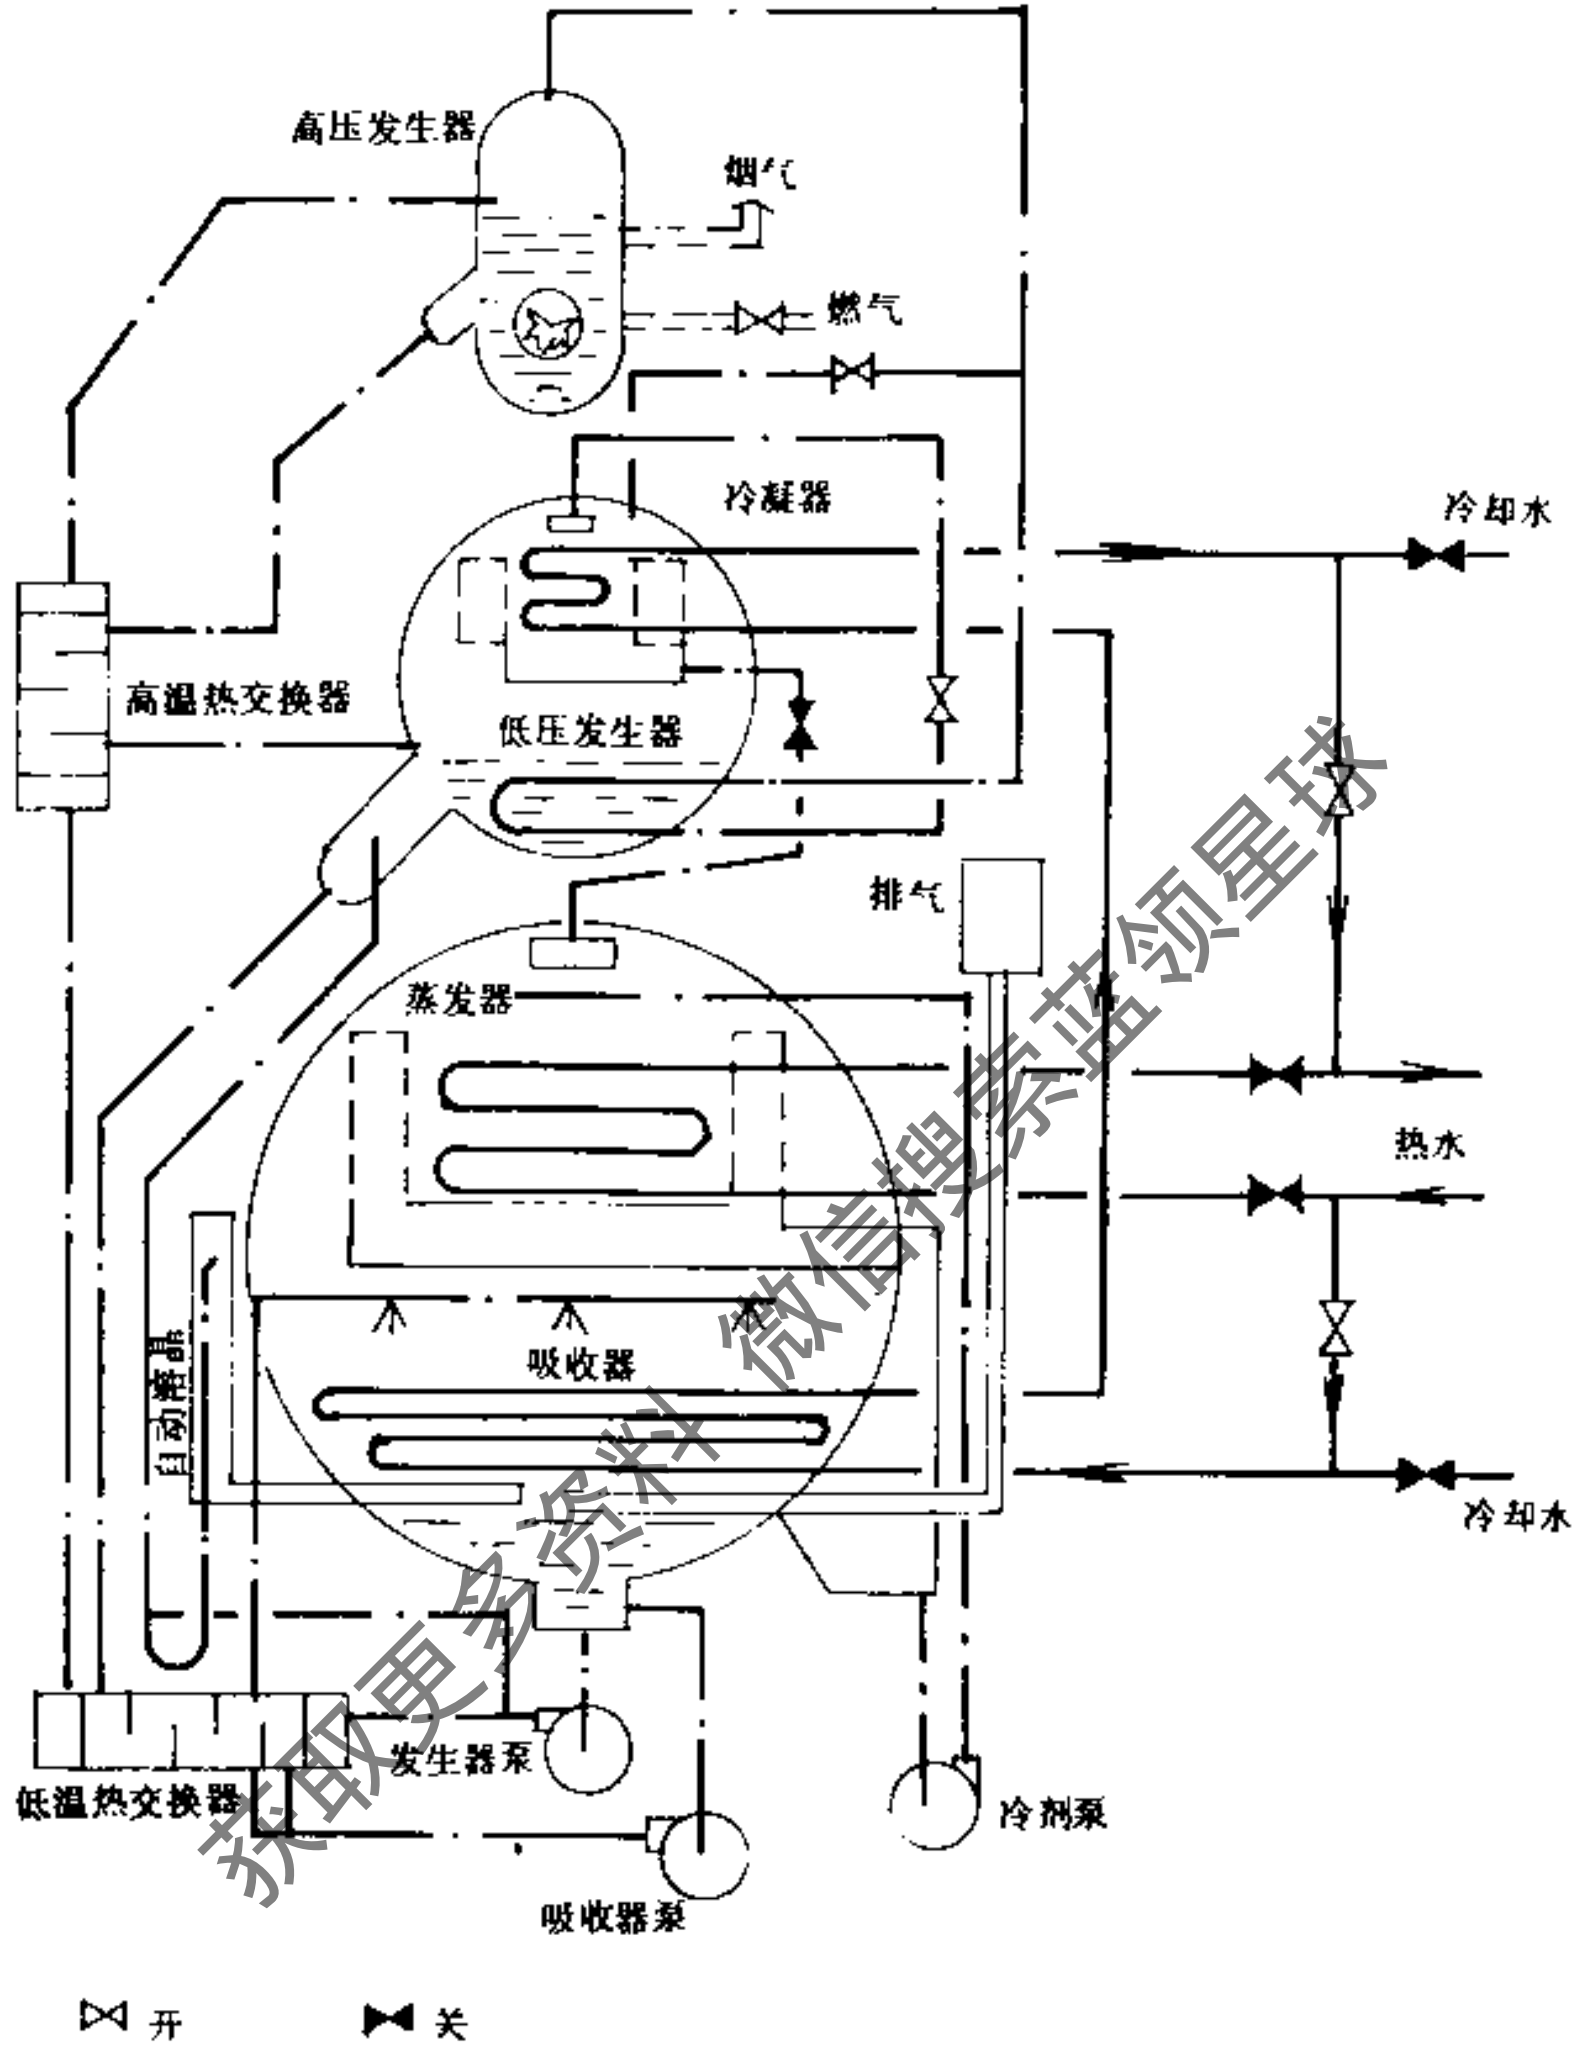 高压发生器
烟气
燃气
冷凝器
冷却水
高温热交换器
低压发生器
排气
蒸发器
热水
自动溶晶
吸收器
冷却水
发生器泵
低温热交换器
冷剂泵
吸收器泵
开
关
获取更多资料 微信搜索蓝领星球